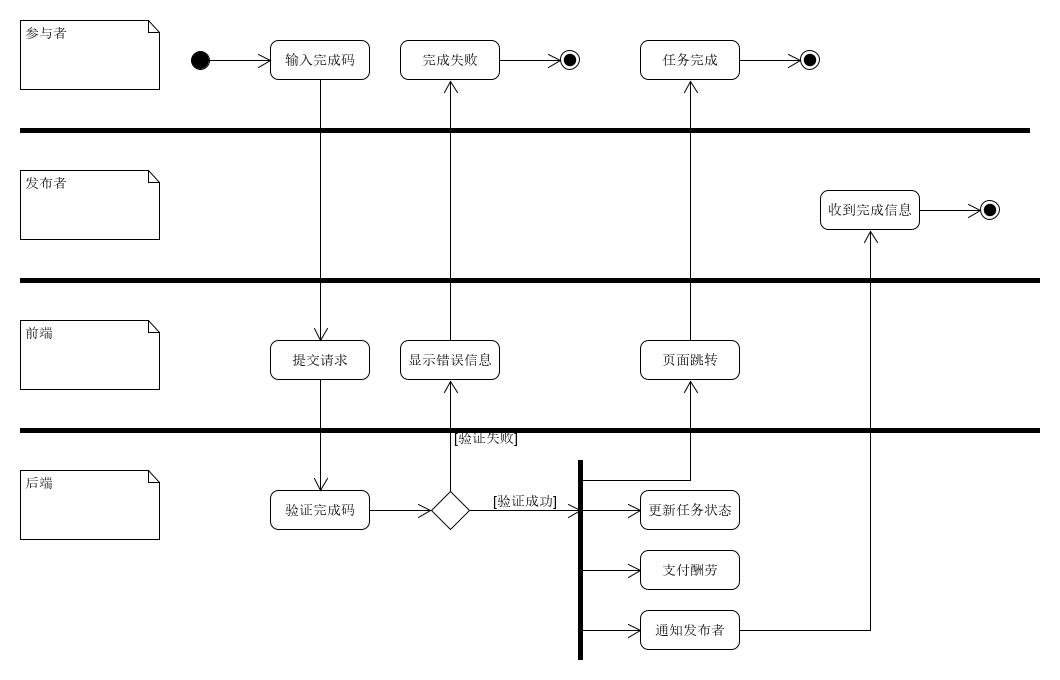 参与者
输入完成码
完成失败
任务完成
发布者
收到完成信息
前端
提交请求
显示错误信息
页面跳转
[验证失败]
后端
验证完成码
[验证成功]
更新任务状态
支付酬劳
通知发布者